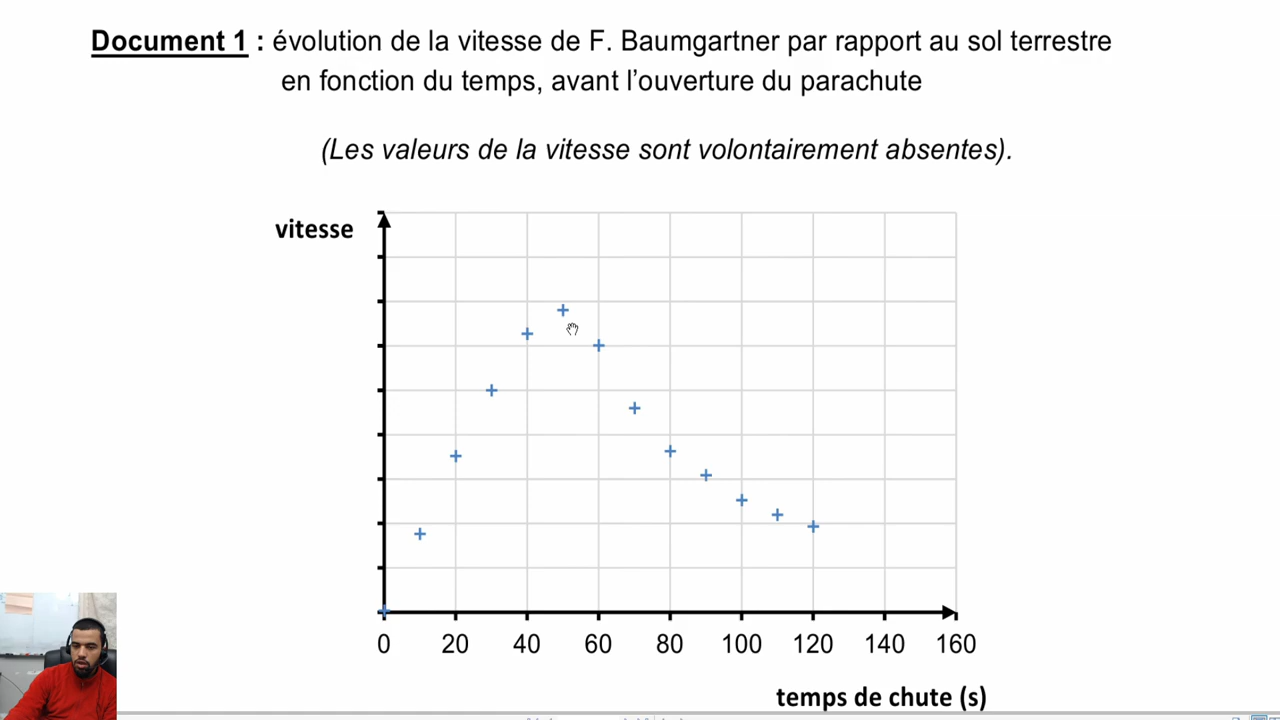 Document 1 : évolution de la vitesse de F. Baumgartner par rapport au sol terrestre
en fonction du temps, avant l’ouverture du parachute
(Les valeurs de la vitesse sont volontairement absentes).
vitesse
0 20 40 60 80 100 120 140 160
temps de chute (s)